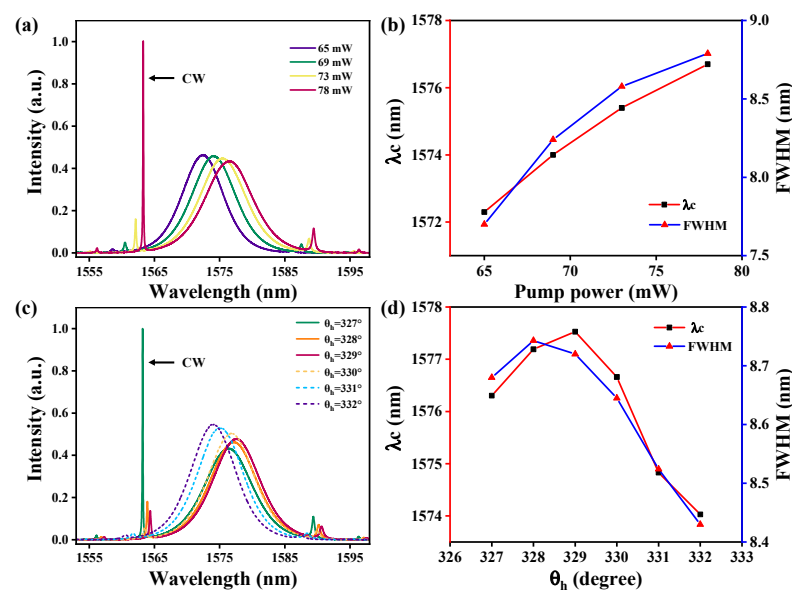 (a)
Intensity (a.u.)
1.0
0.8
0.6
0.4
0.2
0.0
CW
65 mW
69 mW
73 mW
78 mW
1555 1565 1575 1585 1595
Wavelength (nm)
(b)
λc (nm)
1578
1576
1574
1572
9.0
8.5
8.0
7.5
FWHM (nm)
λc
FWHM
65 70 75 80
Pump power (mW)
(c)
Intensity (a.u.)
1.0
0.8
0.6
0.4
0.2
0.0
CW
θh=327°
θh=328°
θh=329°
θh=330°
θh=331°
θh=332°
1555 1565 1575 1585 1595
Wavelength (nm)
(d)
λc (nm)
1578
1577
1576
1575
1574
8.8
8.7
8.6
8.5
8.4
FWHM (nm)
λc
FWHM
326 327 328 329 330 331 332 333
θh (degree)